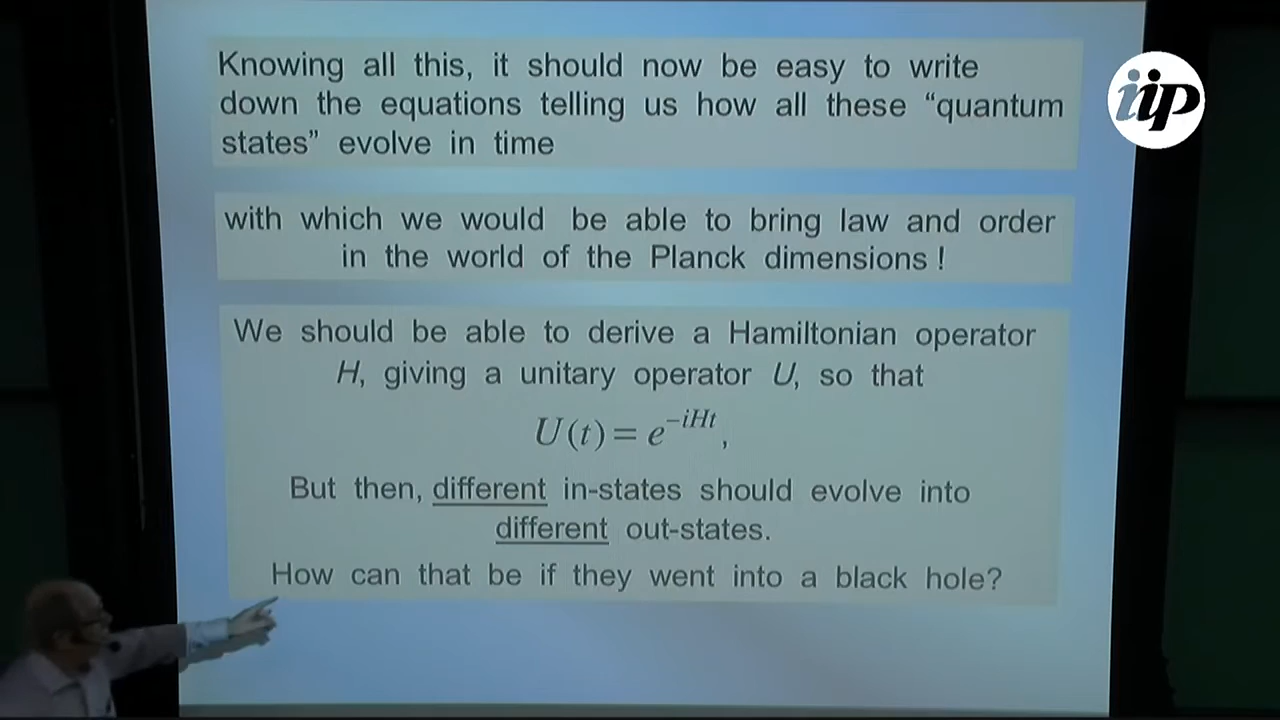 Knowing all this, it should now be easy to write
down the equations telling us how all these “quantum
states” evolve in time
with which we would be able to bring law and order
in the world of the Planck dimensions !
We should be able to derive a Hamiltonian operator
H, giving a unitary operator U, so that
U(t) = e^{-iHt},
But then, different in-states should evolve into
different out-states.
How can that be if they went into a black hole?
iip